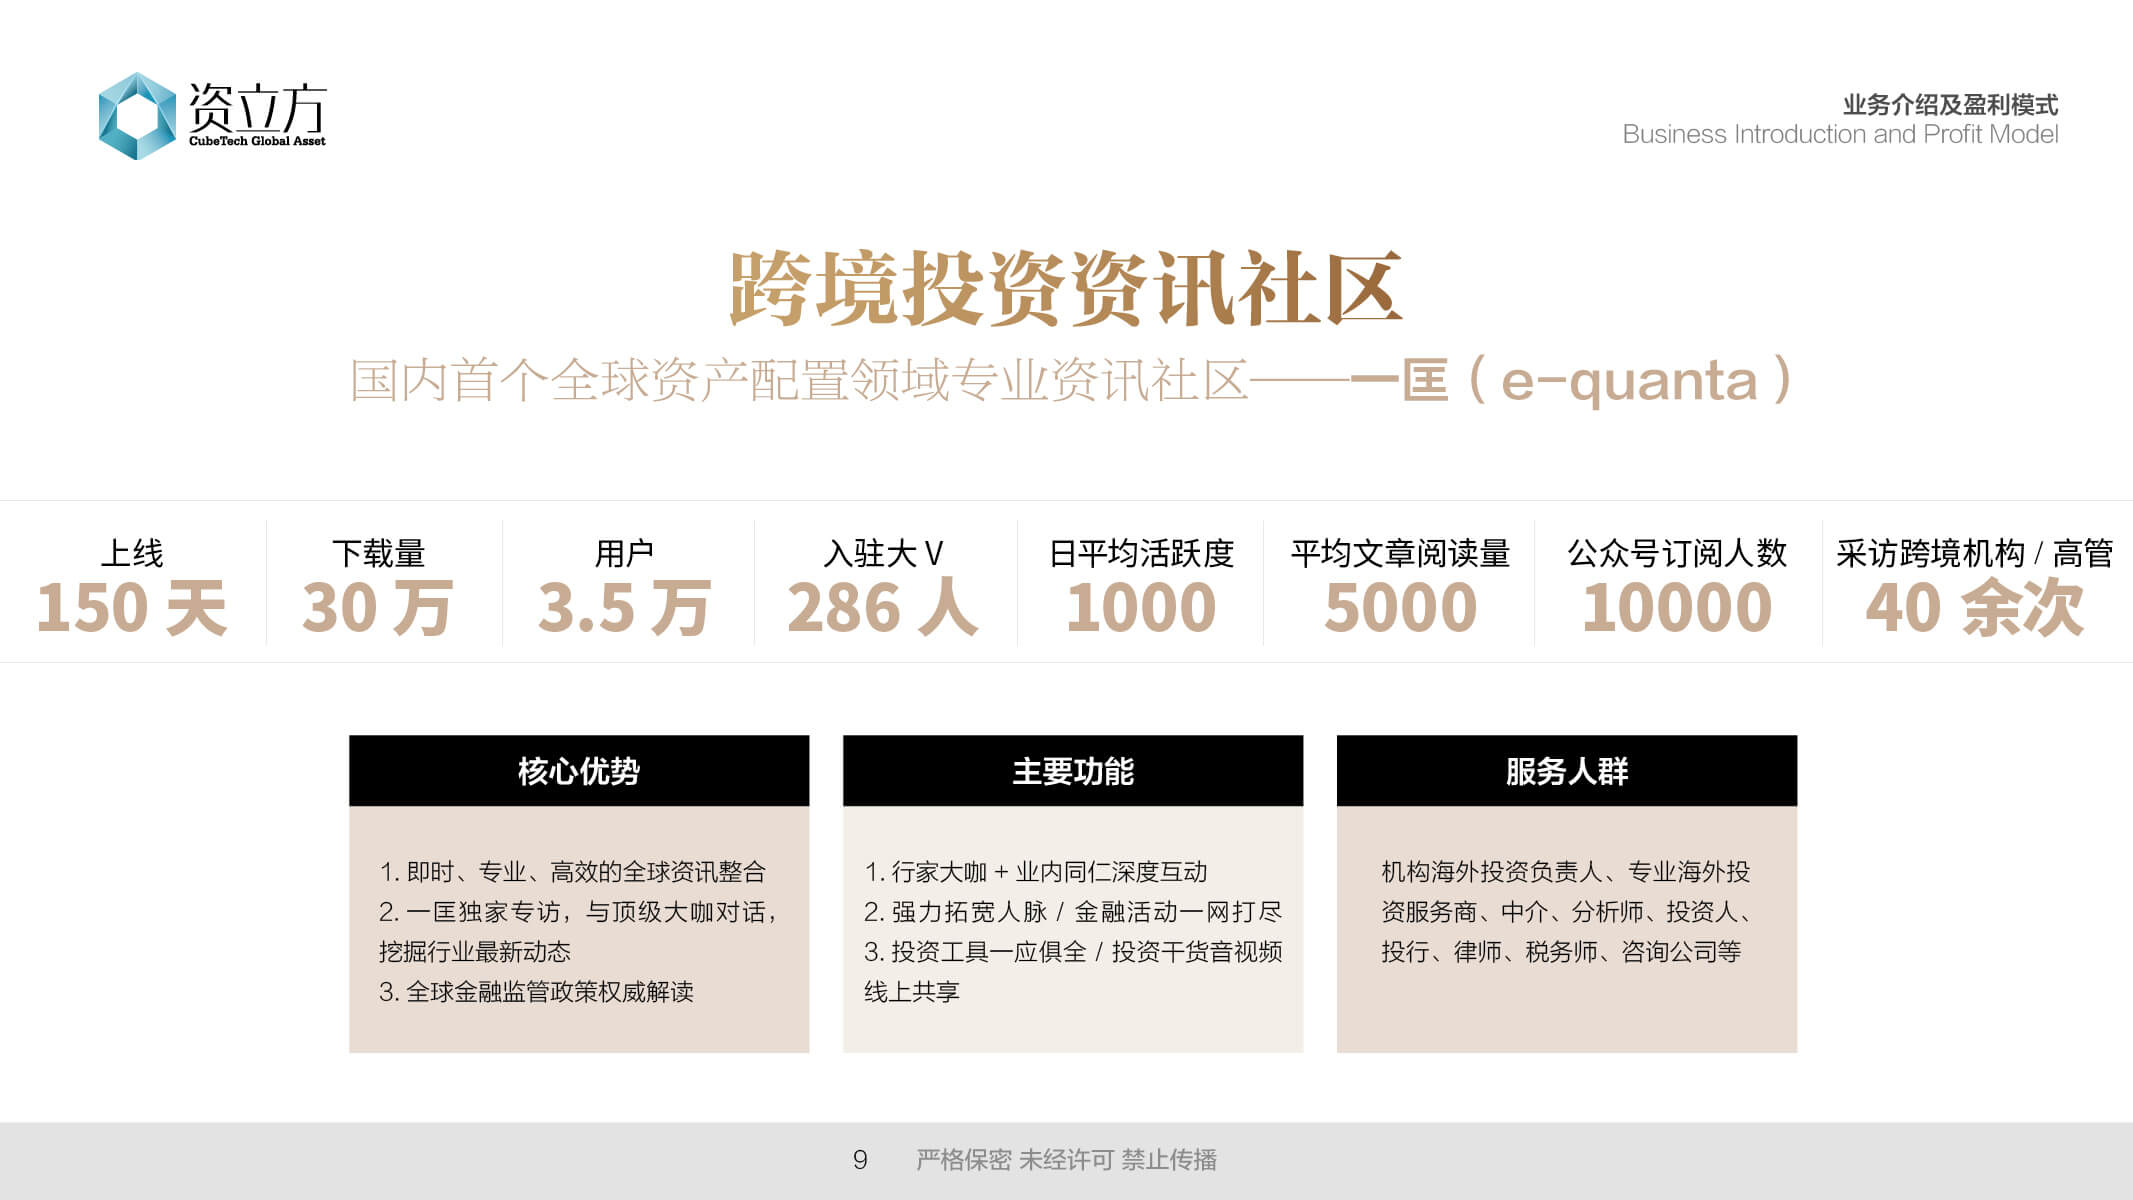 资立方
CubeTech Global Asset
业务介绍及盈利模式
Business Introduction and Profit Model
跨境投资资讯社区
国内首个全球资产配置领域专业资讯社区——一匡（e-quanta）
上线
150 天
下载量
30 万
用户
3.5 万
入驻大 V
286 人
日平均活跃度
1000
平均文章阅读量
5000
公众号订阅人数
10000
采访跨境机构 / 高管
40 余次
核心优势
1. 即时、专业、高效的全球资讯整合
2. 一匡独家专访，与顶级大咖对话，
挖掘行业最新动态
3. 全球金融监管政策权威解读
主要功能
1. 行家大咖 + 业内同仁深度互动
2. 强力拓宽人脉 / 金融活动一网打尽
3. 投资工具一应俱全 / 投资干货音视频
线上共享
服务人群
机构海外投资负责人、专业海外投
资服务商、中介、分析师、投资人、
投行、律师、税务师、咨询公司等
9 严格保密 未经许可 禁止传播